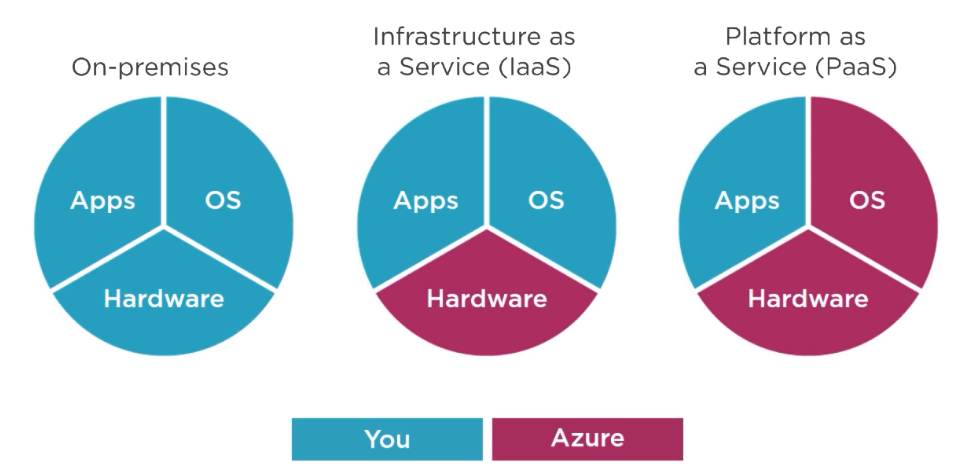 On-premises
Infrastructure as
a Service (IaaS)
Platform as
a Service (PaaS)
Apps
OS
Hardware
Apps
OS
Hardware
Apps
OS
Hardware
You
Azure